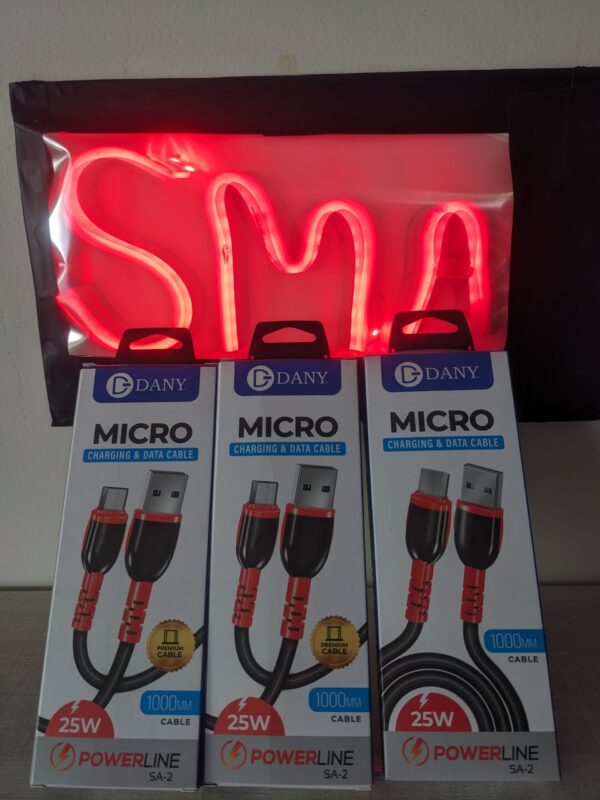 SMA
DANY
MICRO
CHARGING & DATA CABLE
PREMIUM
CABLE
1000MM
CABLE
25W
POWERLINE
SA-2
DANY
MICRO
CHARGING & DATA CABLE
PREMIUM
CABLE
1000MM
CABLE
25W
POWERLINE
SA-2
DANY
MICRO
CHARGING & DATA CABLE
1000MM
CABLE
25W
POWERLINE
SA-2